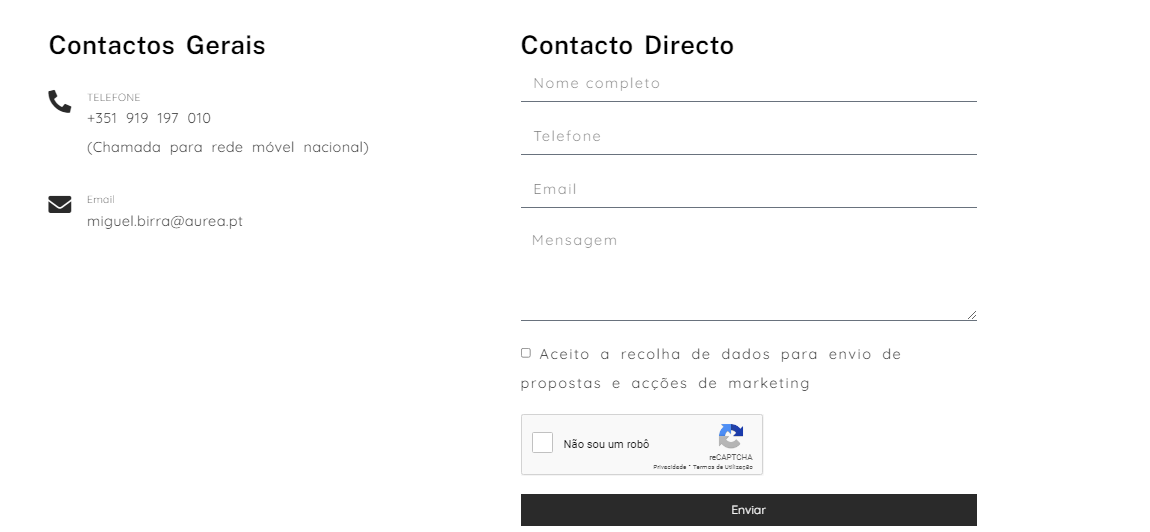 Contactos Gerais
TELEFONE
+351 919 197 010
(Chamada para rede móvel nacional)
Email
miguel.birra@aurea.pt
Contacto Directo
Nome completo
Telefone
Email
Mensagem
Aceito a recolha de dados para envio de
propostas e acções de marketing
Não sou um robô
reCAPTCHA
Privacidade * Termos de Utilização
Enviar